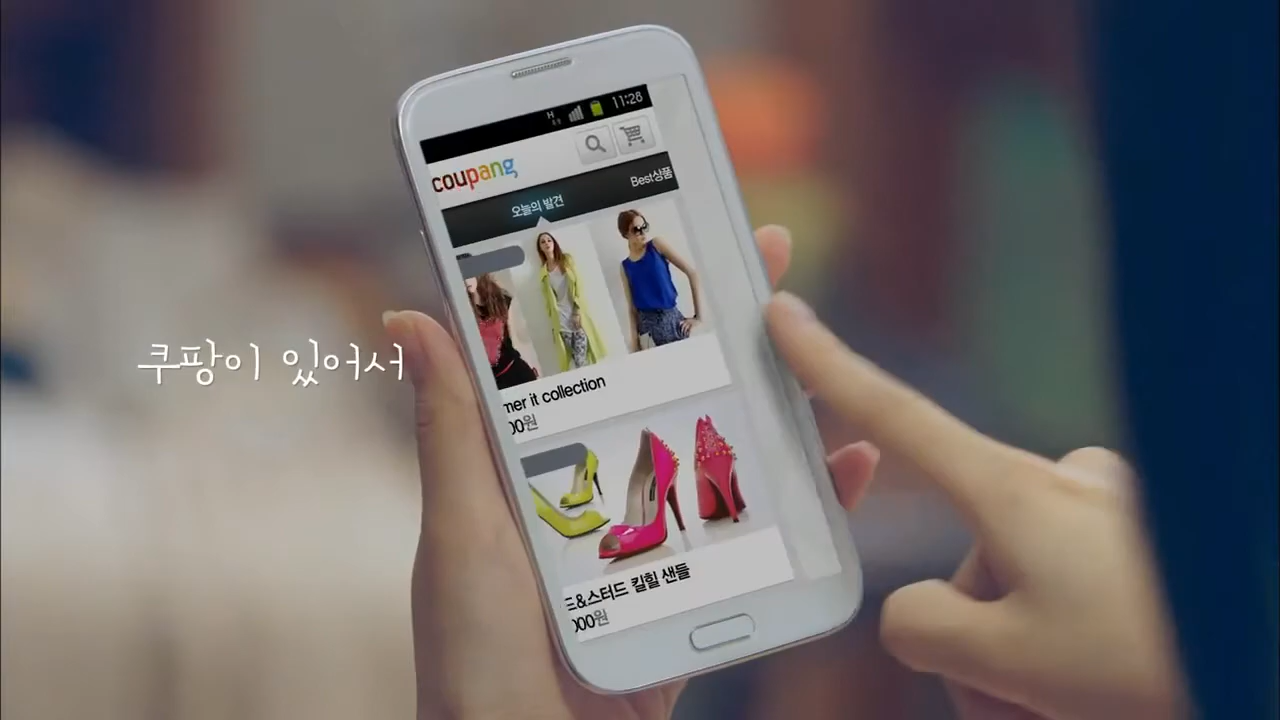 쿠팡이 있어서
H
11:28
coupang
오늘의 발견
Best상품
mer it collection
00원
드&스터드 킬힐 샌들
000원